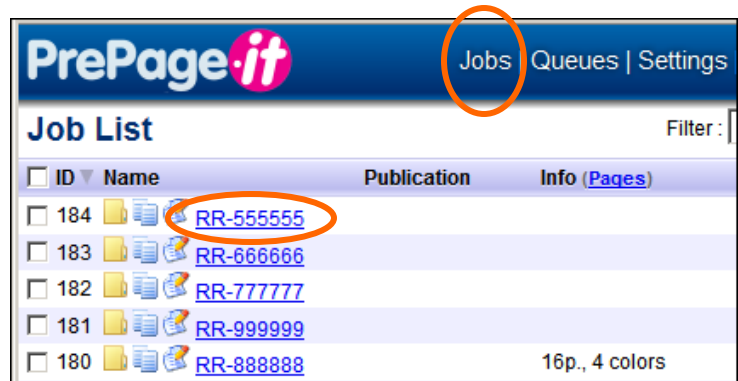 PrePage·it Jobs | Queues | Settings
Job List Filter :
ID Name Publication Info (Pages)
184 RR-555555
183 RR-666666
182 RR-777777
181 RR-999999
180 RR-888888 16p., 4 colors